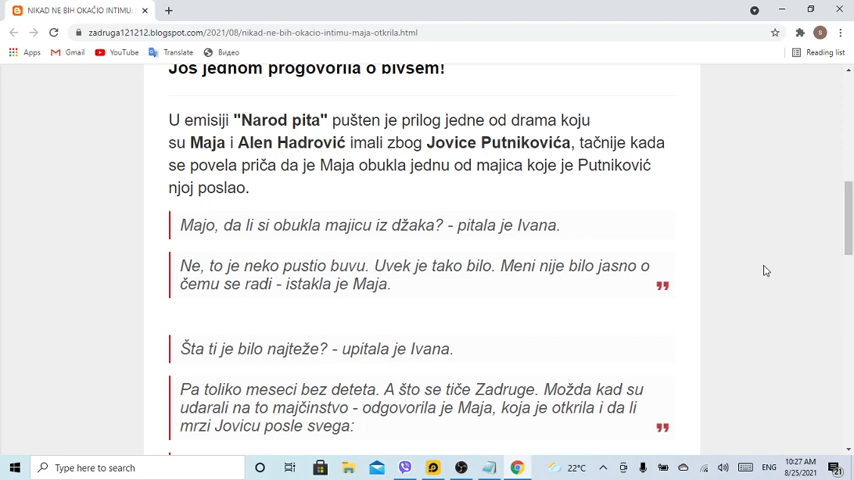 NIKAD NE BIH OKAČIO INTIMU:
zadruga121212.blogspot.com/2021/08/nikad-ne-bih-okacio-intimu-maja-otkrila.html
B
Apps
Gmail
YouTube
Translate
Видео
Reading list
Još jednom progovorila o bivšem!
U emisiji "Narod pita" pušten je prilog jedne od drama koju
su Maja i Alen Hadrović imali zbog Jovice Putnikovića, tačnije kada
se povela priča da je Maja obukla jednu od majica koje je Putniković
njoj poslao.
Majo, da li si obukla majicu iz džaka? - pitala je Ivana.
Ne, to je neko pustio buvu. Uvek je tako bilo. Meni nije bilo jasno o
čemu se radi - istakla je Maja.
Šta ti je bilo najteže? - upitala je Ivana.
Pa toliko meseci bez deteta. A što se tiče Zadruge. Možda kad su
udarali na to majčinstvo - odgovorila je Maja, koja je otkrila i da li
mrzi Jovicu posle svega:
Type here to search
22°C
ENG
10:27 AM
8/25/2021
21